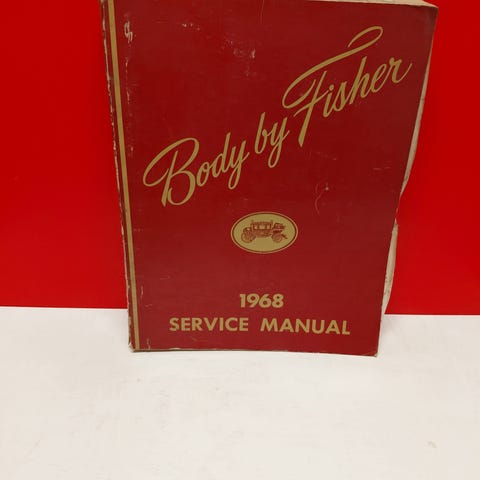 Body by Fisher
1968
SERVICE MANUAL